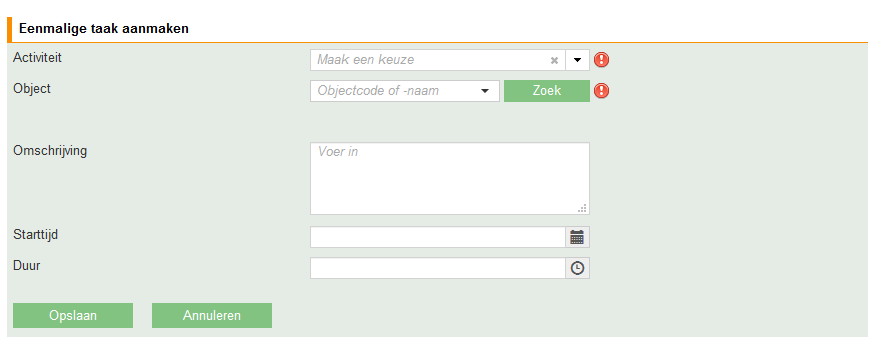 Eenmalige taak aanmaken
Activiteit Maak een keuze
Object Objectcode of -naam Zoek
Omschrijving Voer in
Starttijd
Duur
Opslaan Annuleren